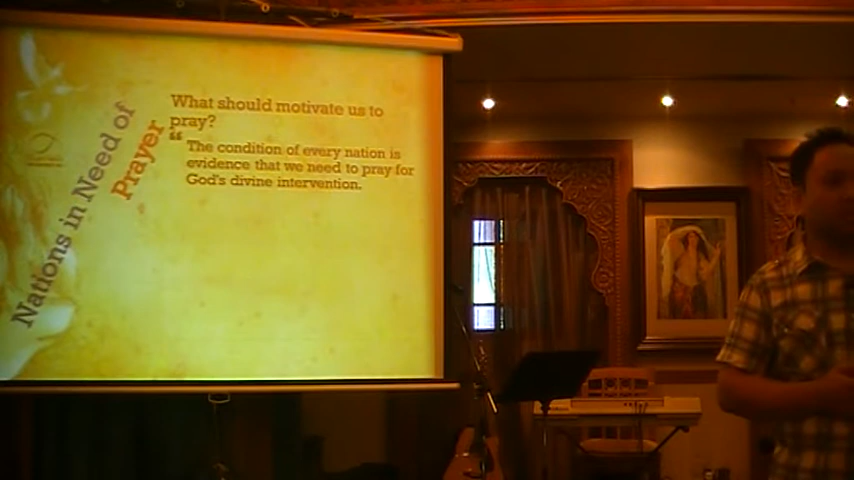 Nations in Need of
Prayer
What should motivate us to
pray?
“ The condition of every nation is
evidence that we need to pray for
God's divine intervention.